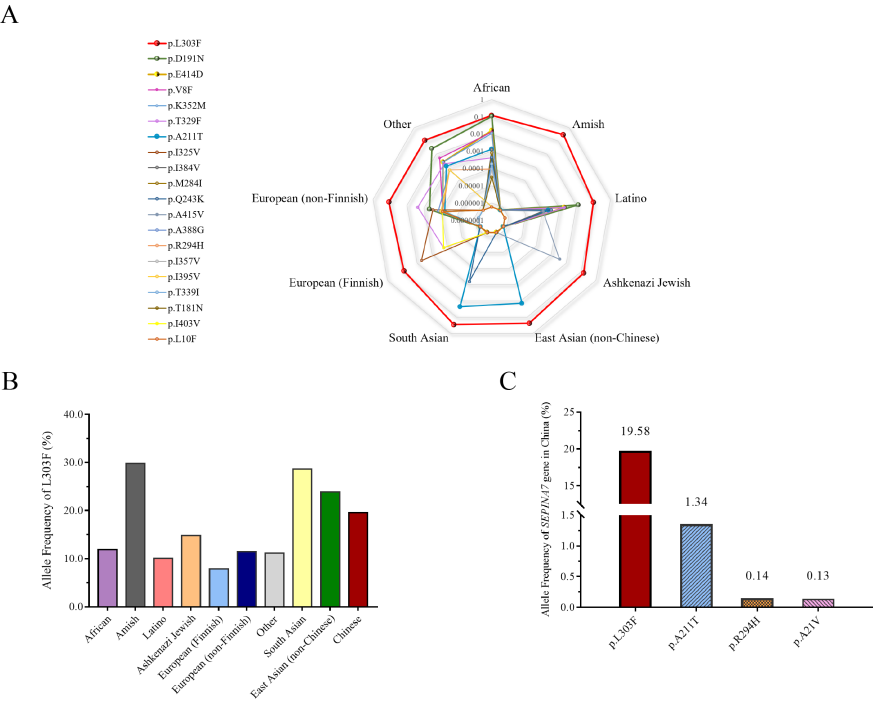 A
p.L303F
p.D191N
p.E414D
p.V8F
p.K352M
p.T329F
p.A211T
p.I325V
p.I384V
p.M284I
p.Q243K
p.A415V
p.A388G
p.R294H
p.I357V
p.I395V
p.T339I
p.T181N
p.I403V
p.L10F
African
Amish
Latino
Ashkenazi Jewish
East Asian (non-Chinese)
South Asian
European (Finnish)
European (non-Finnish)
Other
1
0.1
0.01
0.001
0.0001
0.00001
0.000001
0.0000001
B
Allele Frequency of L303F (%)
40.0
30.0
20.0
10.0
0.0
African
Amish
Latino
Ashkenazi Jewish
European (Finnish)
European (non-Finnish)
Other
South Asian
East Asian (non-Chinese)
Chinese
C
Allele Frequency of SEPINA7 gene in China (%)
25
20
15
1.5
1.0
0.5
0.0
19.58
1.34
0.14
0.13
p.L303F
p.A211T
p.R294H
p.A21V